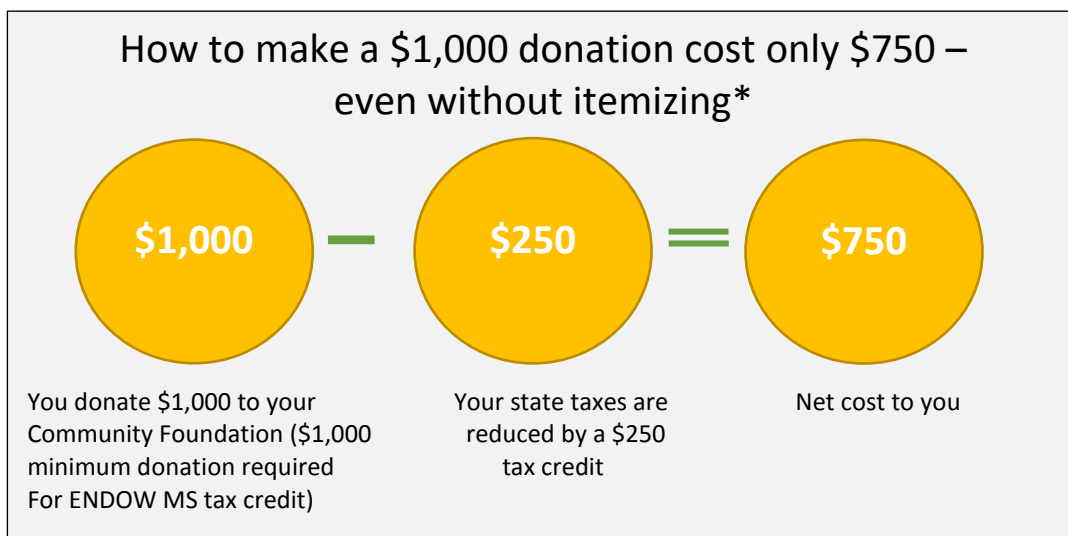 How to make a $1,000 donation cost only $750 –
even without itemizing*
$1,000
$250
$750
You donate $1,000 to your
Community Foundation ($1,000
minimum donation required
For ENDOW MS tax credit)
Your state taxes are
reduced by a $250
tax credit
Net cost to you